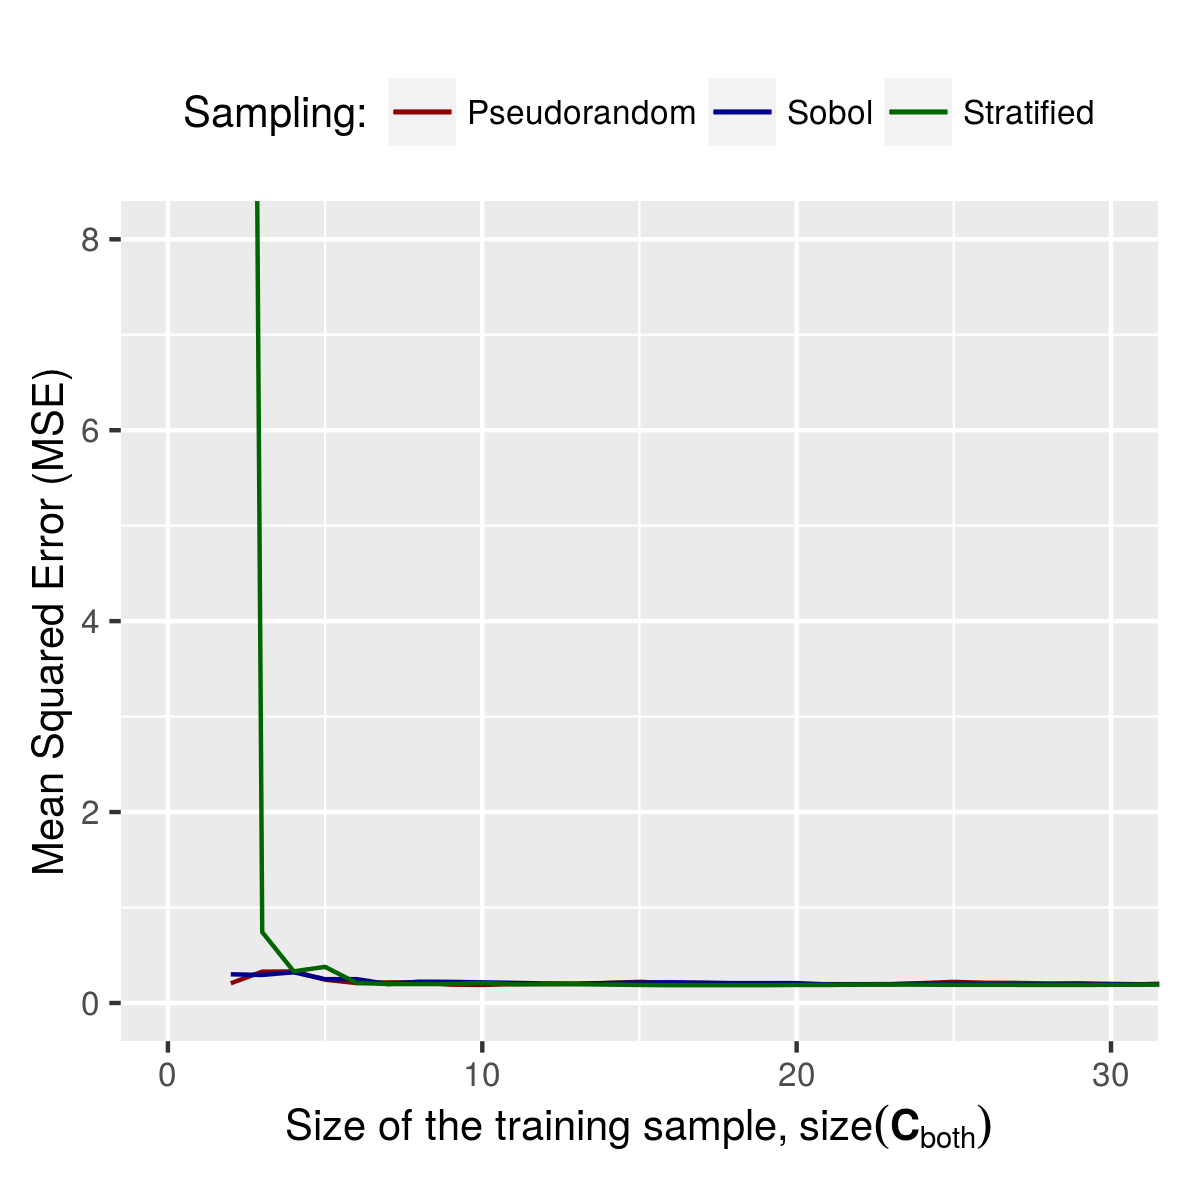 Sampling: Pseudorandom Sobol Stratified
8
6
4
2
0
Mean Squared Error (MSE)
0 10 20 30
Size of the training sample, size(C_both)